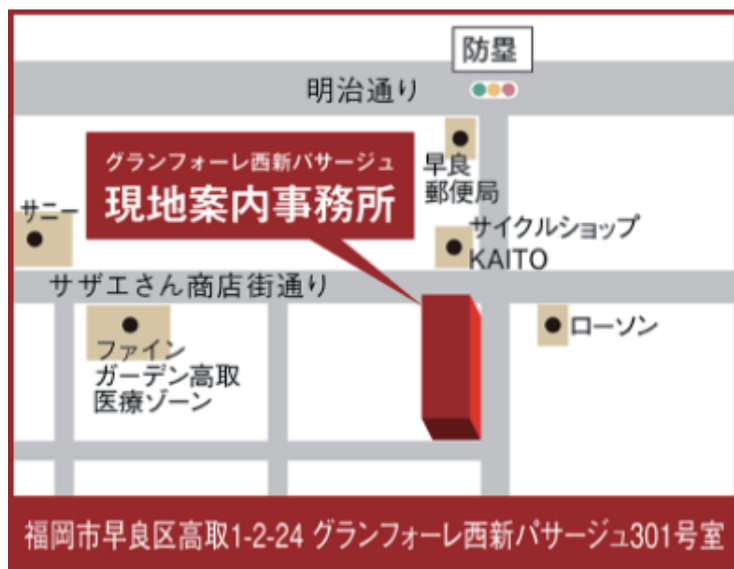 防塁
明治通り
グランフォーレ西新パサージュ
現地案内事務所
早良
郵便局
サニー
サイクルショップ
KAITO
サザエさん商店街通り
ローソン
ファイン
ガーデン高取
医療ゾーン
福岡市早良区高取1-2-24 グランフォーレ西新パサージュ301号室